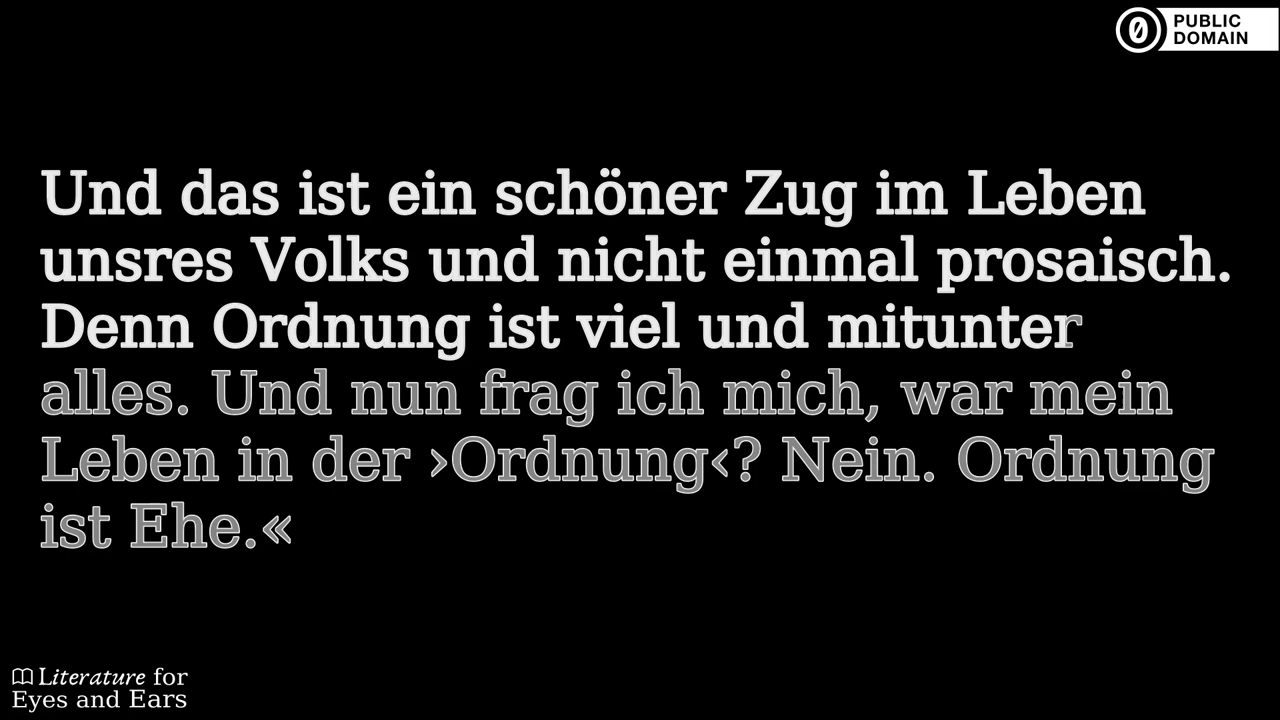 PUBLIC
DOMAIN
Und das ist ein schöner Zug im Leben
unsres Volks und nicht einmal prosaisch.
Denn Ordnung ist viel und mitunter
alles. Und nun frag ich mich, war mein
Leben in der ›Ordnung‹? Nein. Ordnung
ist Ehe.«
Literature for
Eyes and Ears